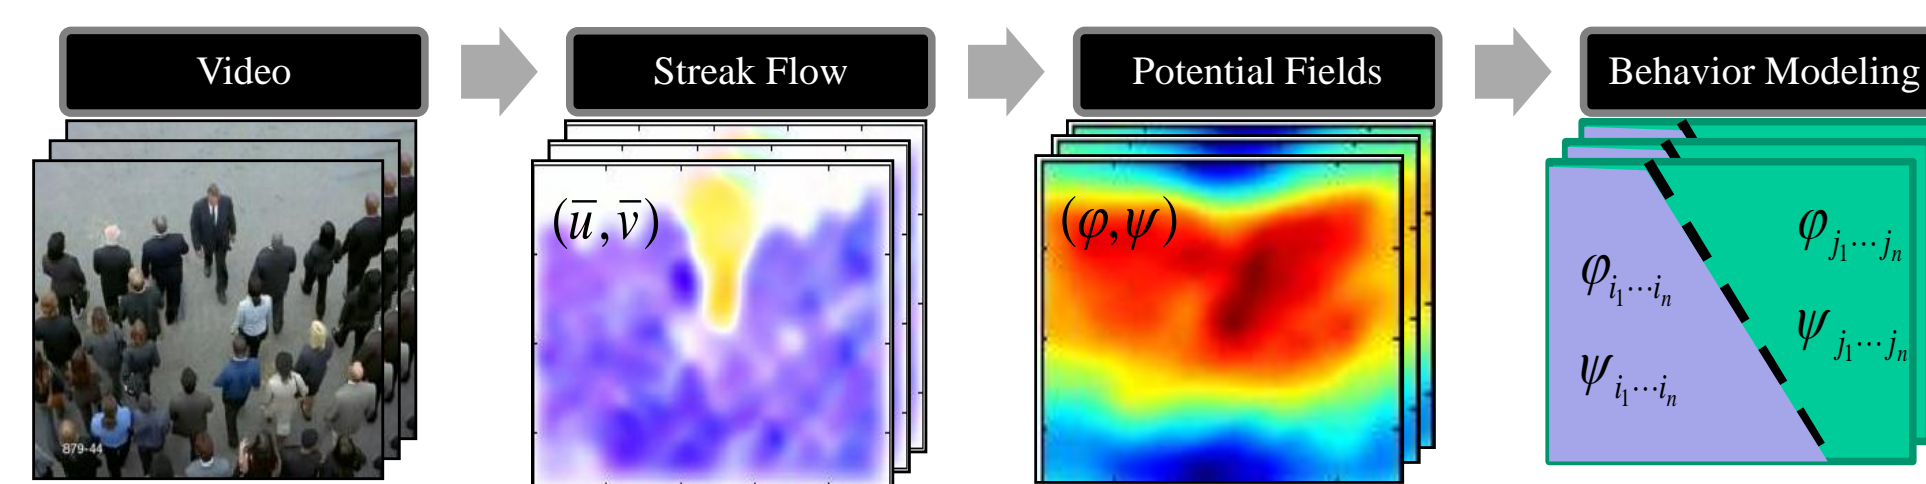 Video
Streak Flow
Potential Fields
Behavior Modeling
(u̅,v̅)
(φ,ψ)
φ_{i₁⋯iₙ}
ψ_{i₁⋯iₙ}
φ_{j₁⋯jₙ}
ψ_{j₁⋯jₙ}
879-44